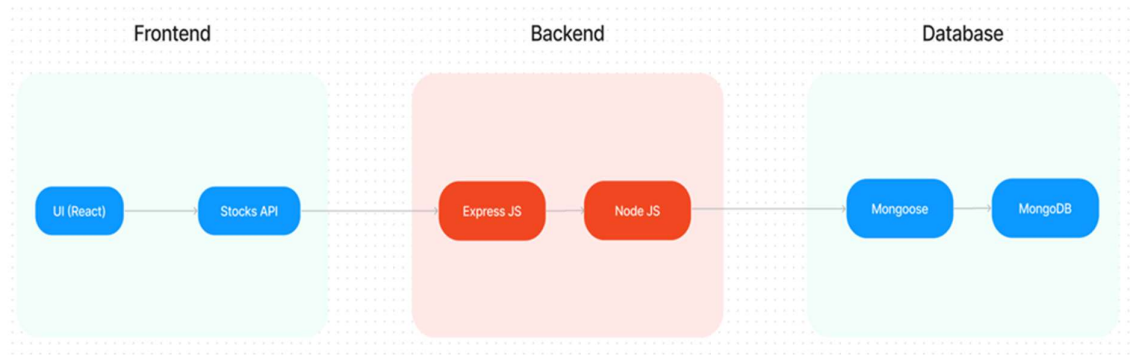 Frontend
Backend
Database
UI (React)
Stocks API
Express JS
Node JS
Mongoose
MongoDB